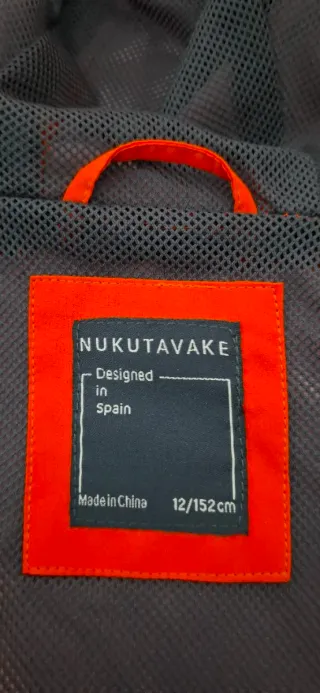 NUKUTAVAKE
Designed
in
Spain
Made in China 12/152cm